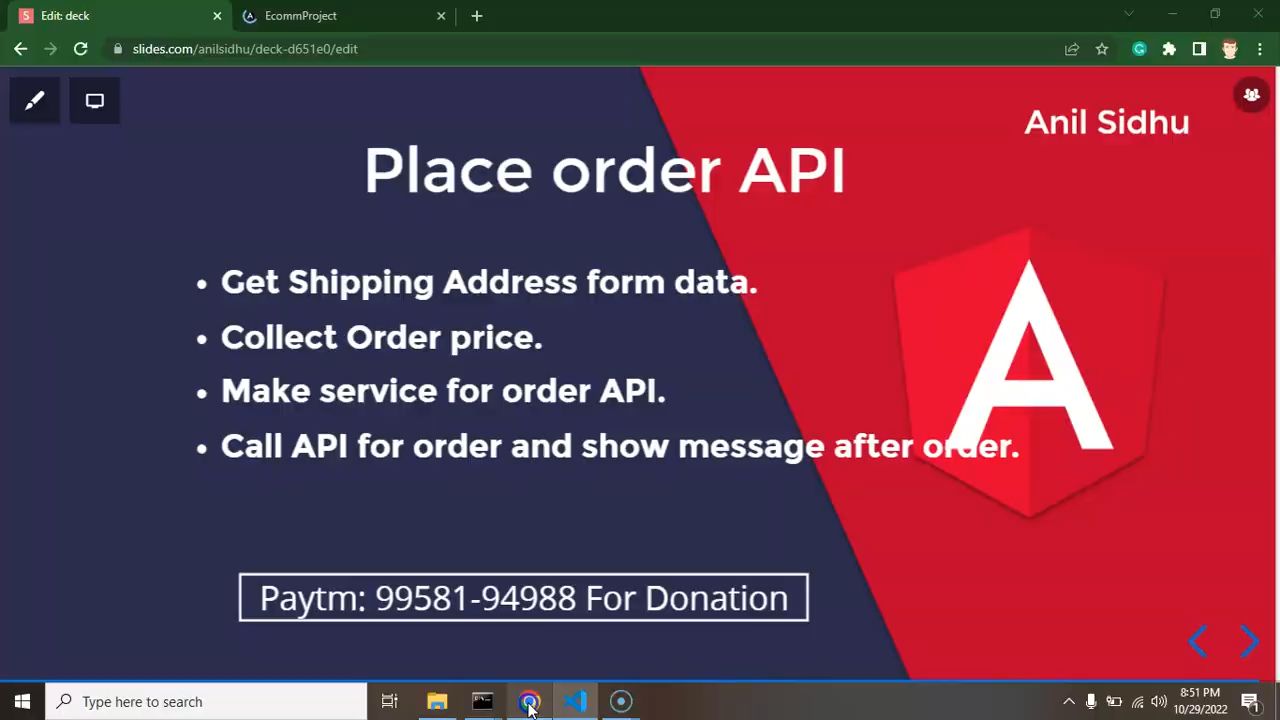 Edit deck
EcommProject
slides.com/anilsidhu/deck-d651e0/edit
Anil Sidhu
Place order API
• Get Shipping Address form data.
• Collect Order price.
• Make service for order API.
• Call API for order and show message after order.
Paytm: 99581-94988 For Donation
Type here to search
8:51 PM
10/29/2022